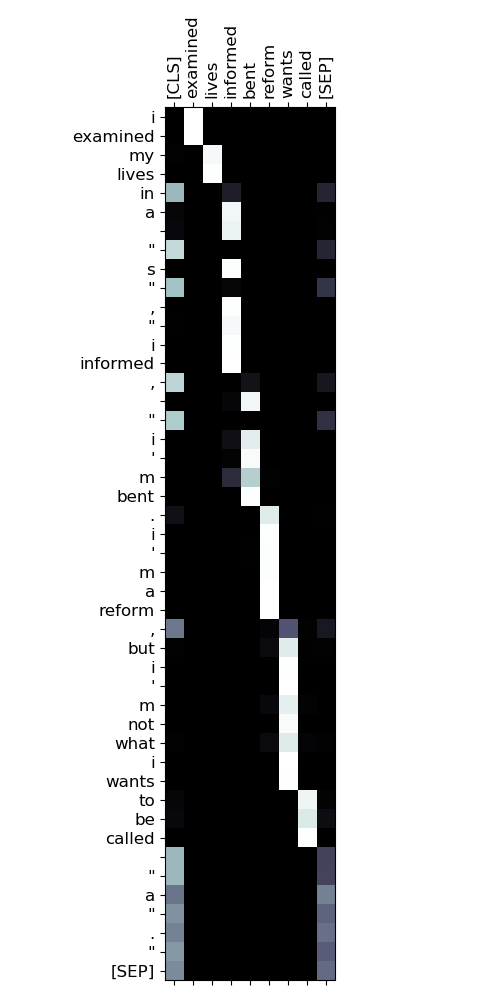 [CLS]
examined
lives
informed
bent
reform
wants
called
[SEP]
i
examined
my
lives
in
a
"
s
"
,
"
i
informed
,
"
i
'
m
bent
.
i
'
m
a
reform
,
but
i
'
m
not
what
i
wants
to
be
called
"
a
"
.
"
[SEP]